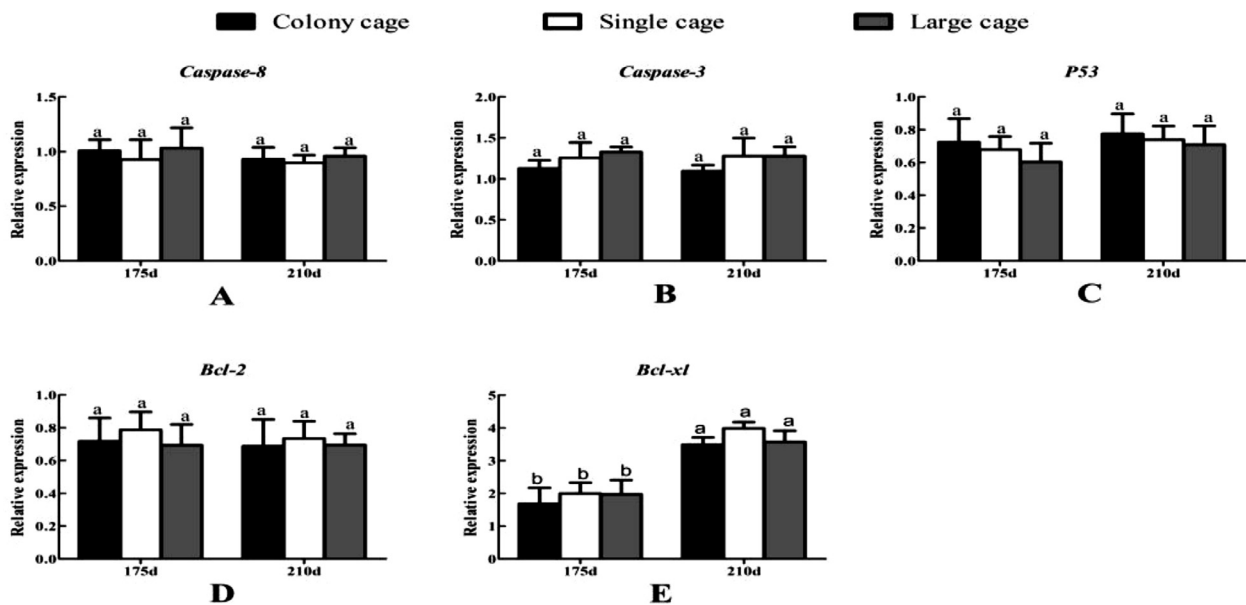 Colony cage Single cage Large cage
Caspase-8
Relative expression
1.5
1.0
0.5
0.0
a a a a a a
175d 210d
A
Caspase-3
Relative expression
2.0
1.5
1.0
0.5
0.0
a a a a a a
175d 210d
B
P53
Relative expression
1.0
0.8
0.6
0.4
0.2
0.0
a a a a a a
175d 210d
C
Bcl-2
Relative expression
1.0
0.8
0.6
0.4
0.2
0.0
a a a a a a
175d 210d
D
Bcl-xl
Relative expression
5
4
3
2
1
0
b b b a a a
175d 210d
E